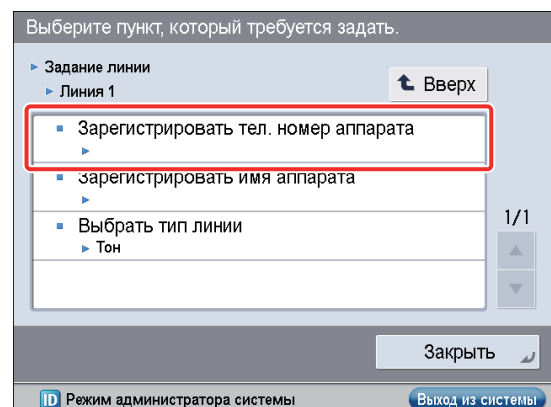 Выберите пункт, который требуется задать.
Задание линии
Линия 1
Вверх
Зарегистрировать тел. номер аппарата
Зарегистрировать имя аппарата
Выбрать тип линии
Тон
1/1
Закрыть
ID Режим администратора системы
Выход из системы